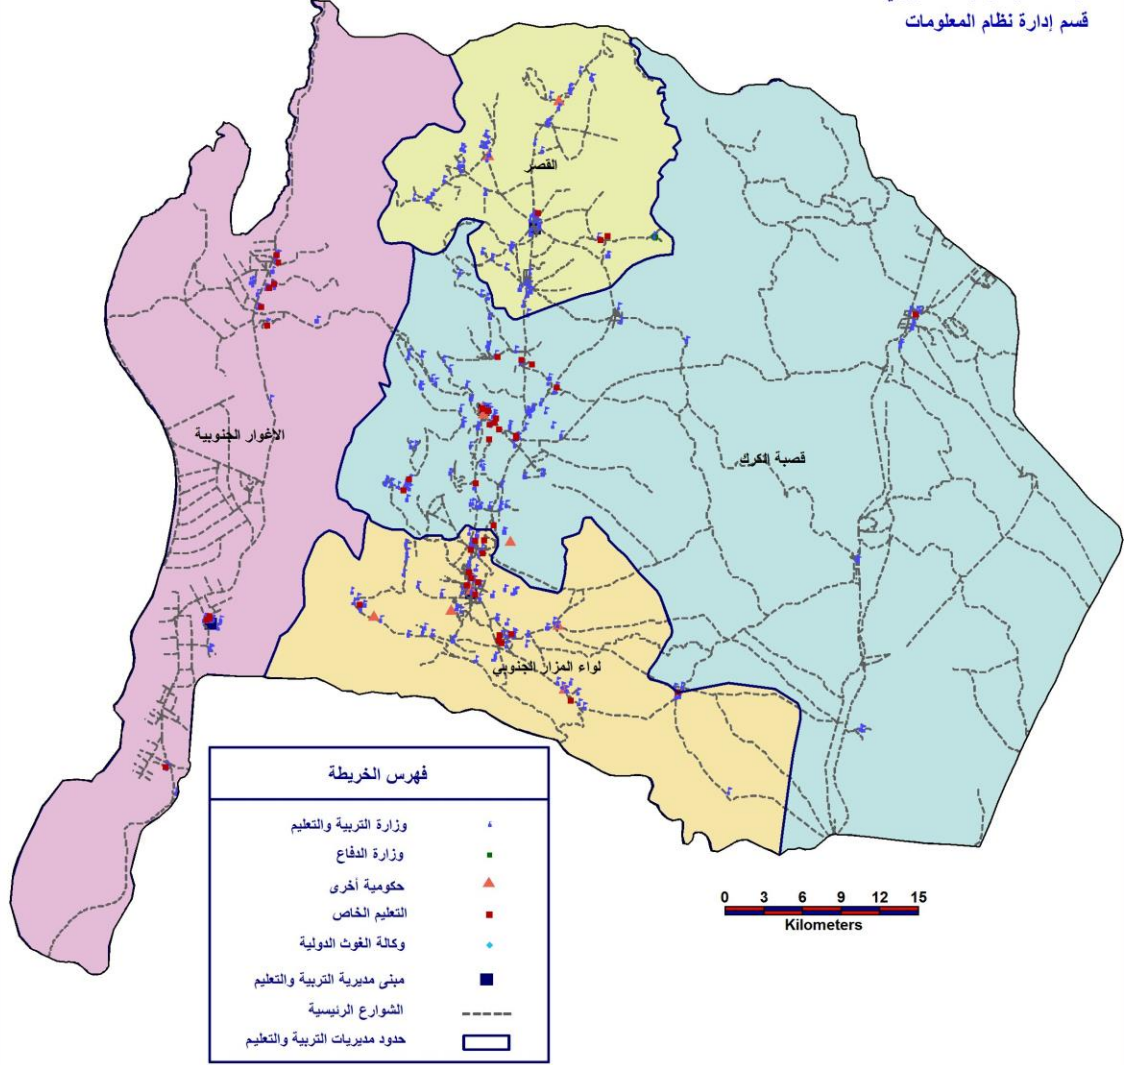 قسم إدارة نظام المعلومات
القصر
الاغوار الجنوبية
قصبة الكرك
لواء المزار الجنوبي
فهرس الخريطة
وزارة التربية والتعليم
وزارة الدفاع
حكومية أخرى
التعليم الخاص
وكالة الغوث الدولية
مبنى مديرية التربية والتعليم
الشوارع الرئيسية
حدود مديريات التربية والتعليم
0 3 6 9 12 15
Kilometers